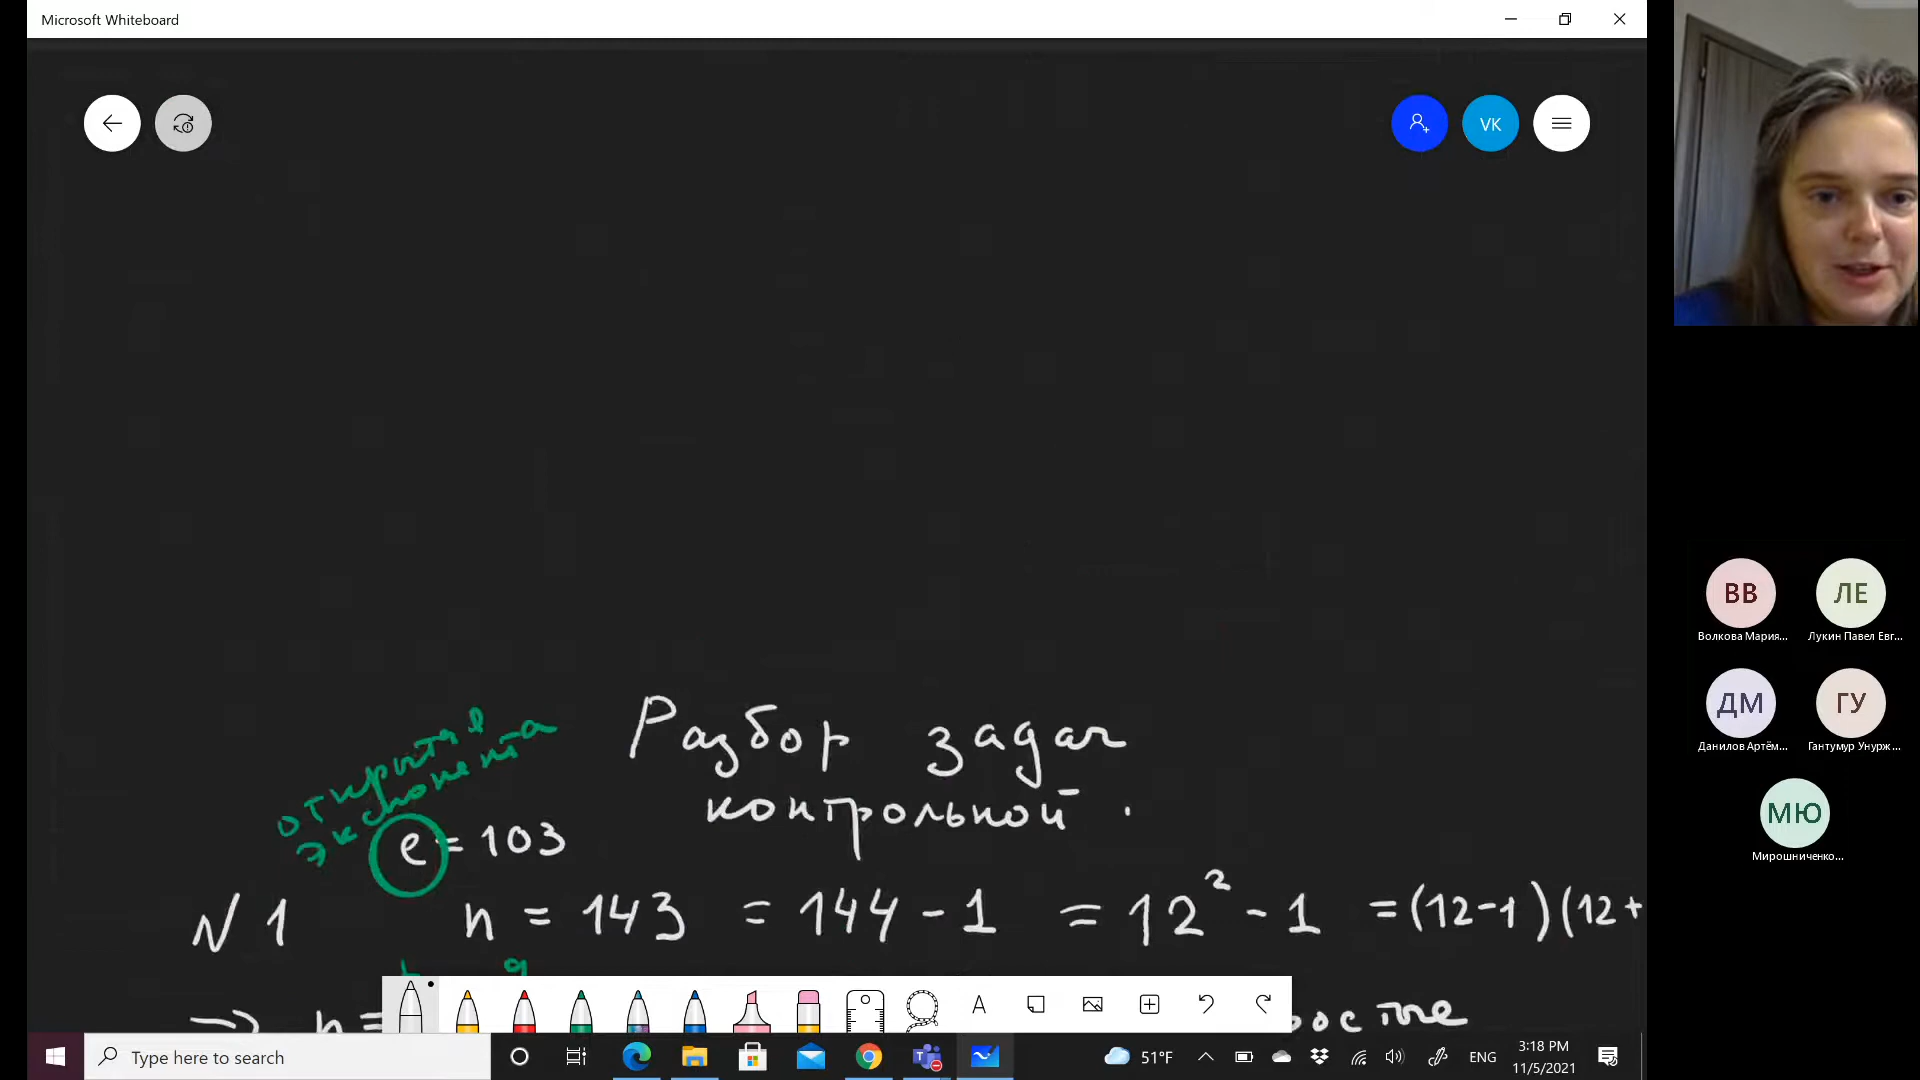 Microsoft Whiteboard
VK
Разбор задач
контрольной.
открытая
экспонента
e = 103
N1 n = 143 = 144 - 1 = 12² - 1 = (12-1)(12+
q
⇒ n =
A
Type here to search
51°F
ENG
3:18 PM
11/5/2021
ВВ
ЛЕ
Волкова Мария...
Лукин Павел Евг...
ДМ
ГУ
Данилов Артём...
Гантумур Унурж...
МЮ
Мирошниченко...